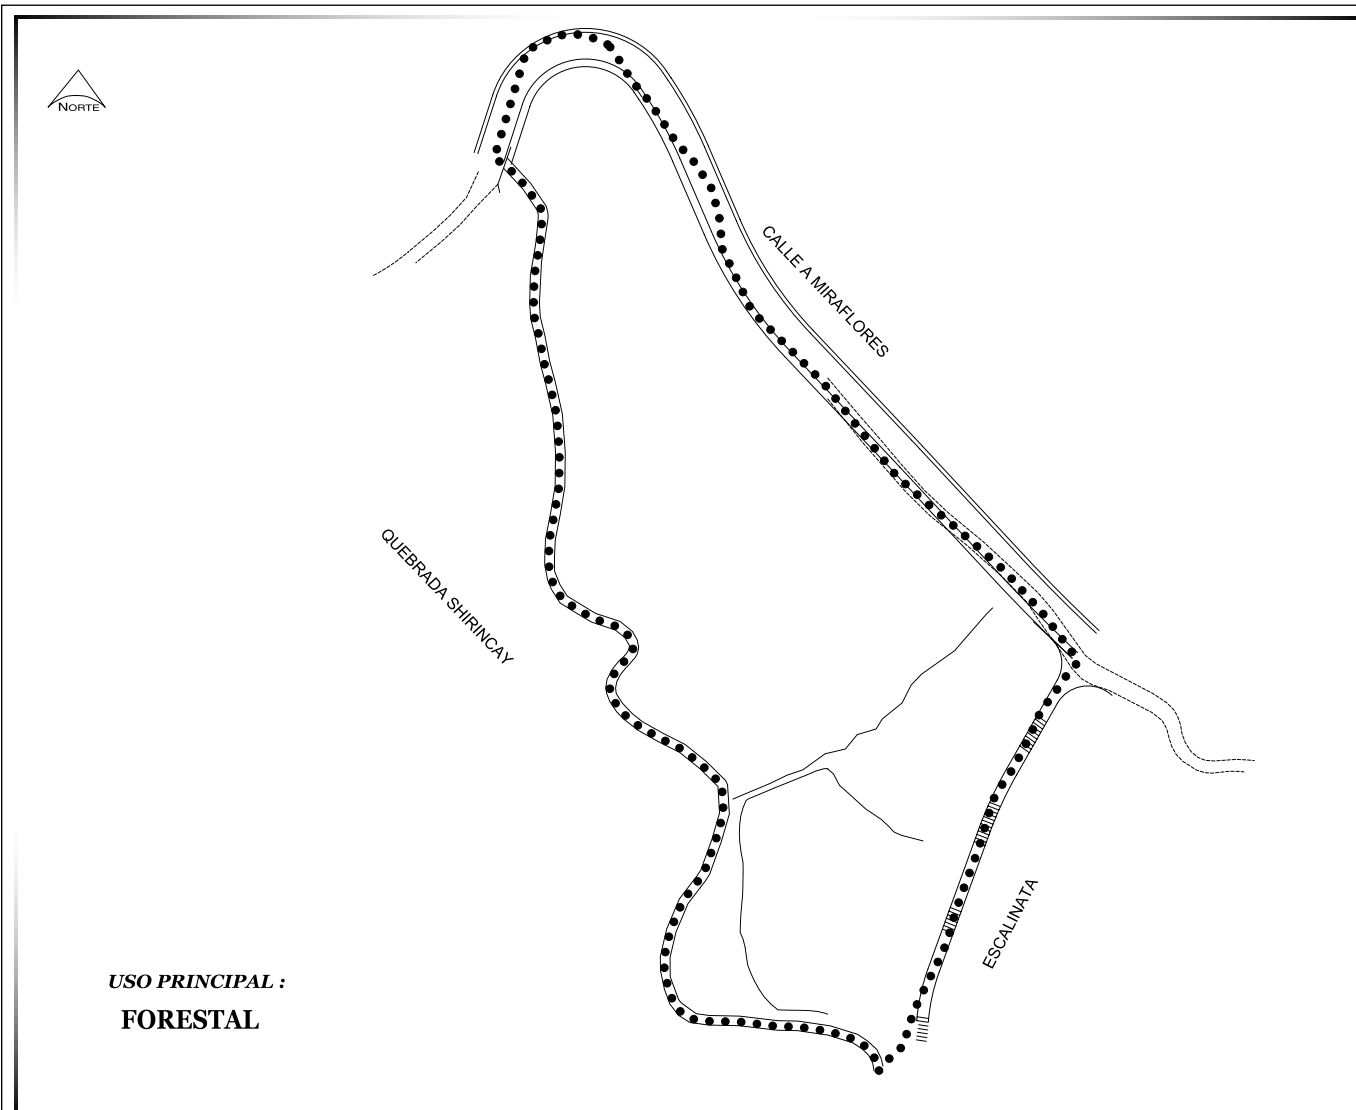 NORTE
CALLE A MIRAFLORES
QUEBRADA SHIRINCAY
ESCALINATA
USO PRINCIPAL :
FORESTAL